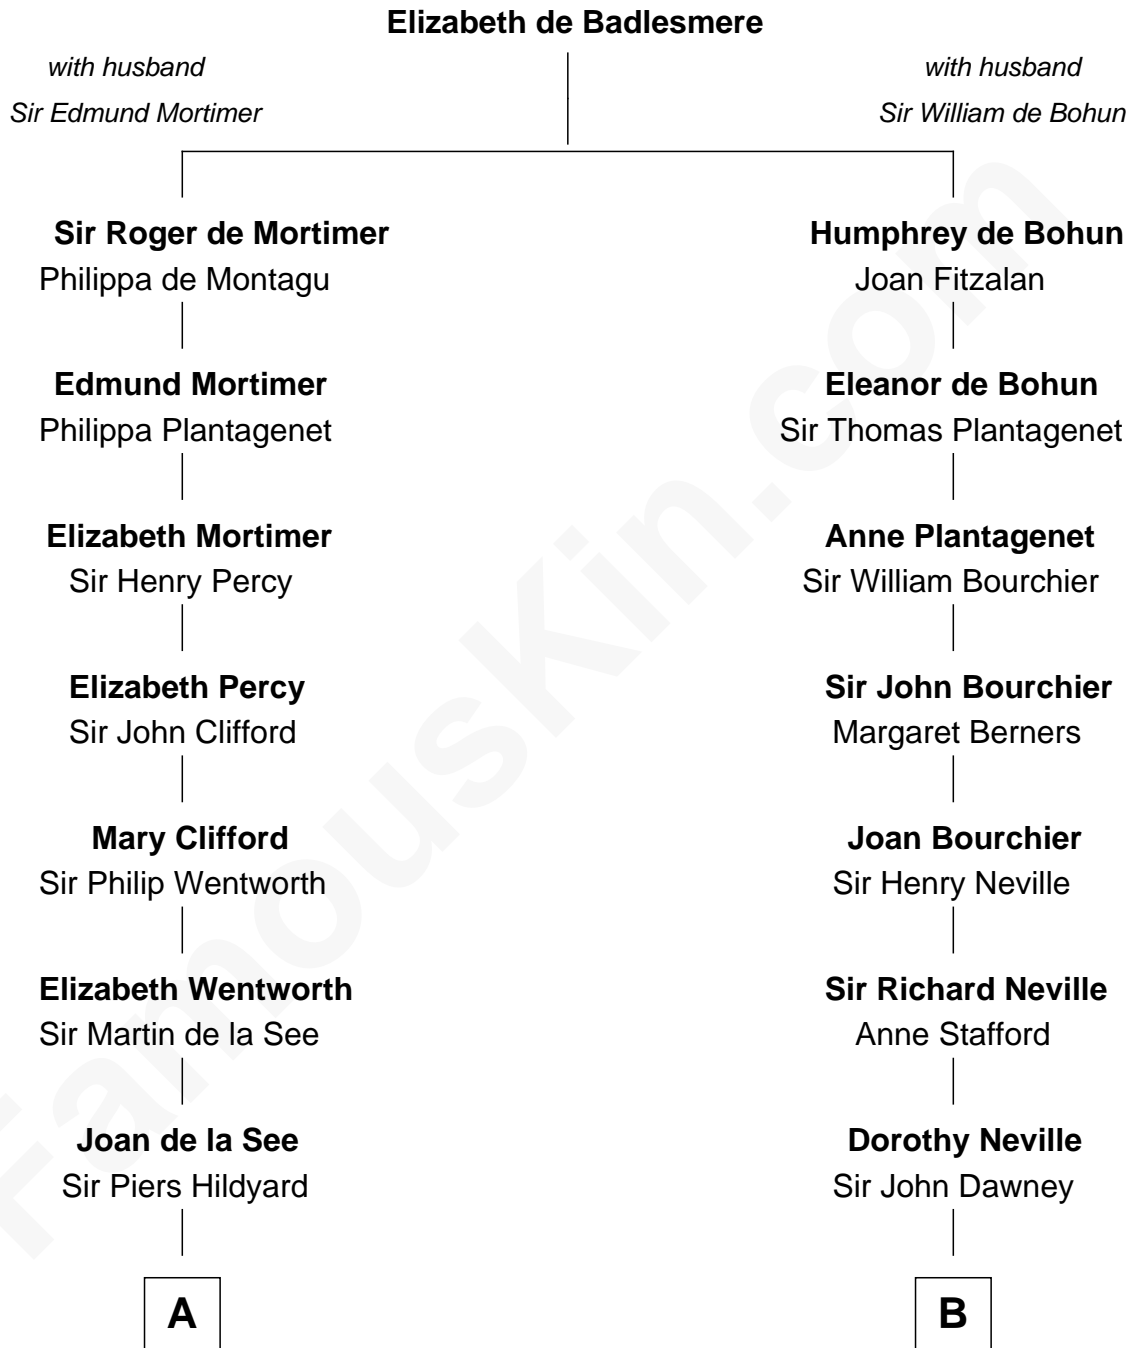 Elizabeth de Badlesmere
with husband
Sir Edmund Mortimer
with husband
Sir William de Bohun
Sir Roger de Mortimer
Philippa de Montagu
Humphrey de Bohun
Joan Fitzalan
Edmund Mortimer
Philippa Plantagenet
Eleanor de Bohun
Sir Thomas Plantagenet
Elizabeth Mortimer
Sir Henry Percy
Anne Plantagenet
Sir William Bourchier
Elizabeth Percy
Sir John Clifford
Sir John Bourchier
Margaret Berners
Mary Clifford
Sir Philip Wentworth
Joan Bourchier
Sir Henry Neville
Elizabeth Wentworth
Sir Martin de la See
Sir Richard Neville
Anne Stafford
Joan de la See
Sir Piers Hildyard
Dorothy Neville
Sir John Dawney
A
B
FamousKin.com